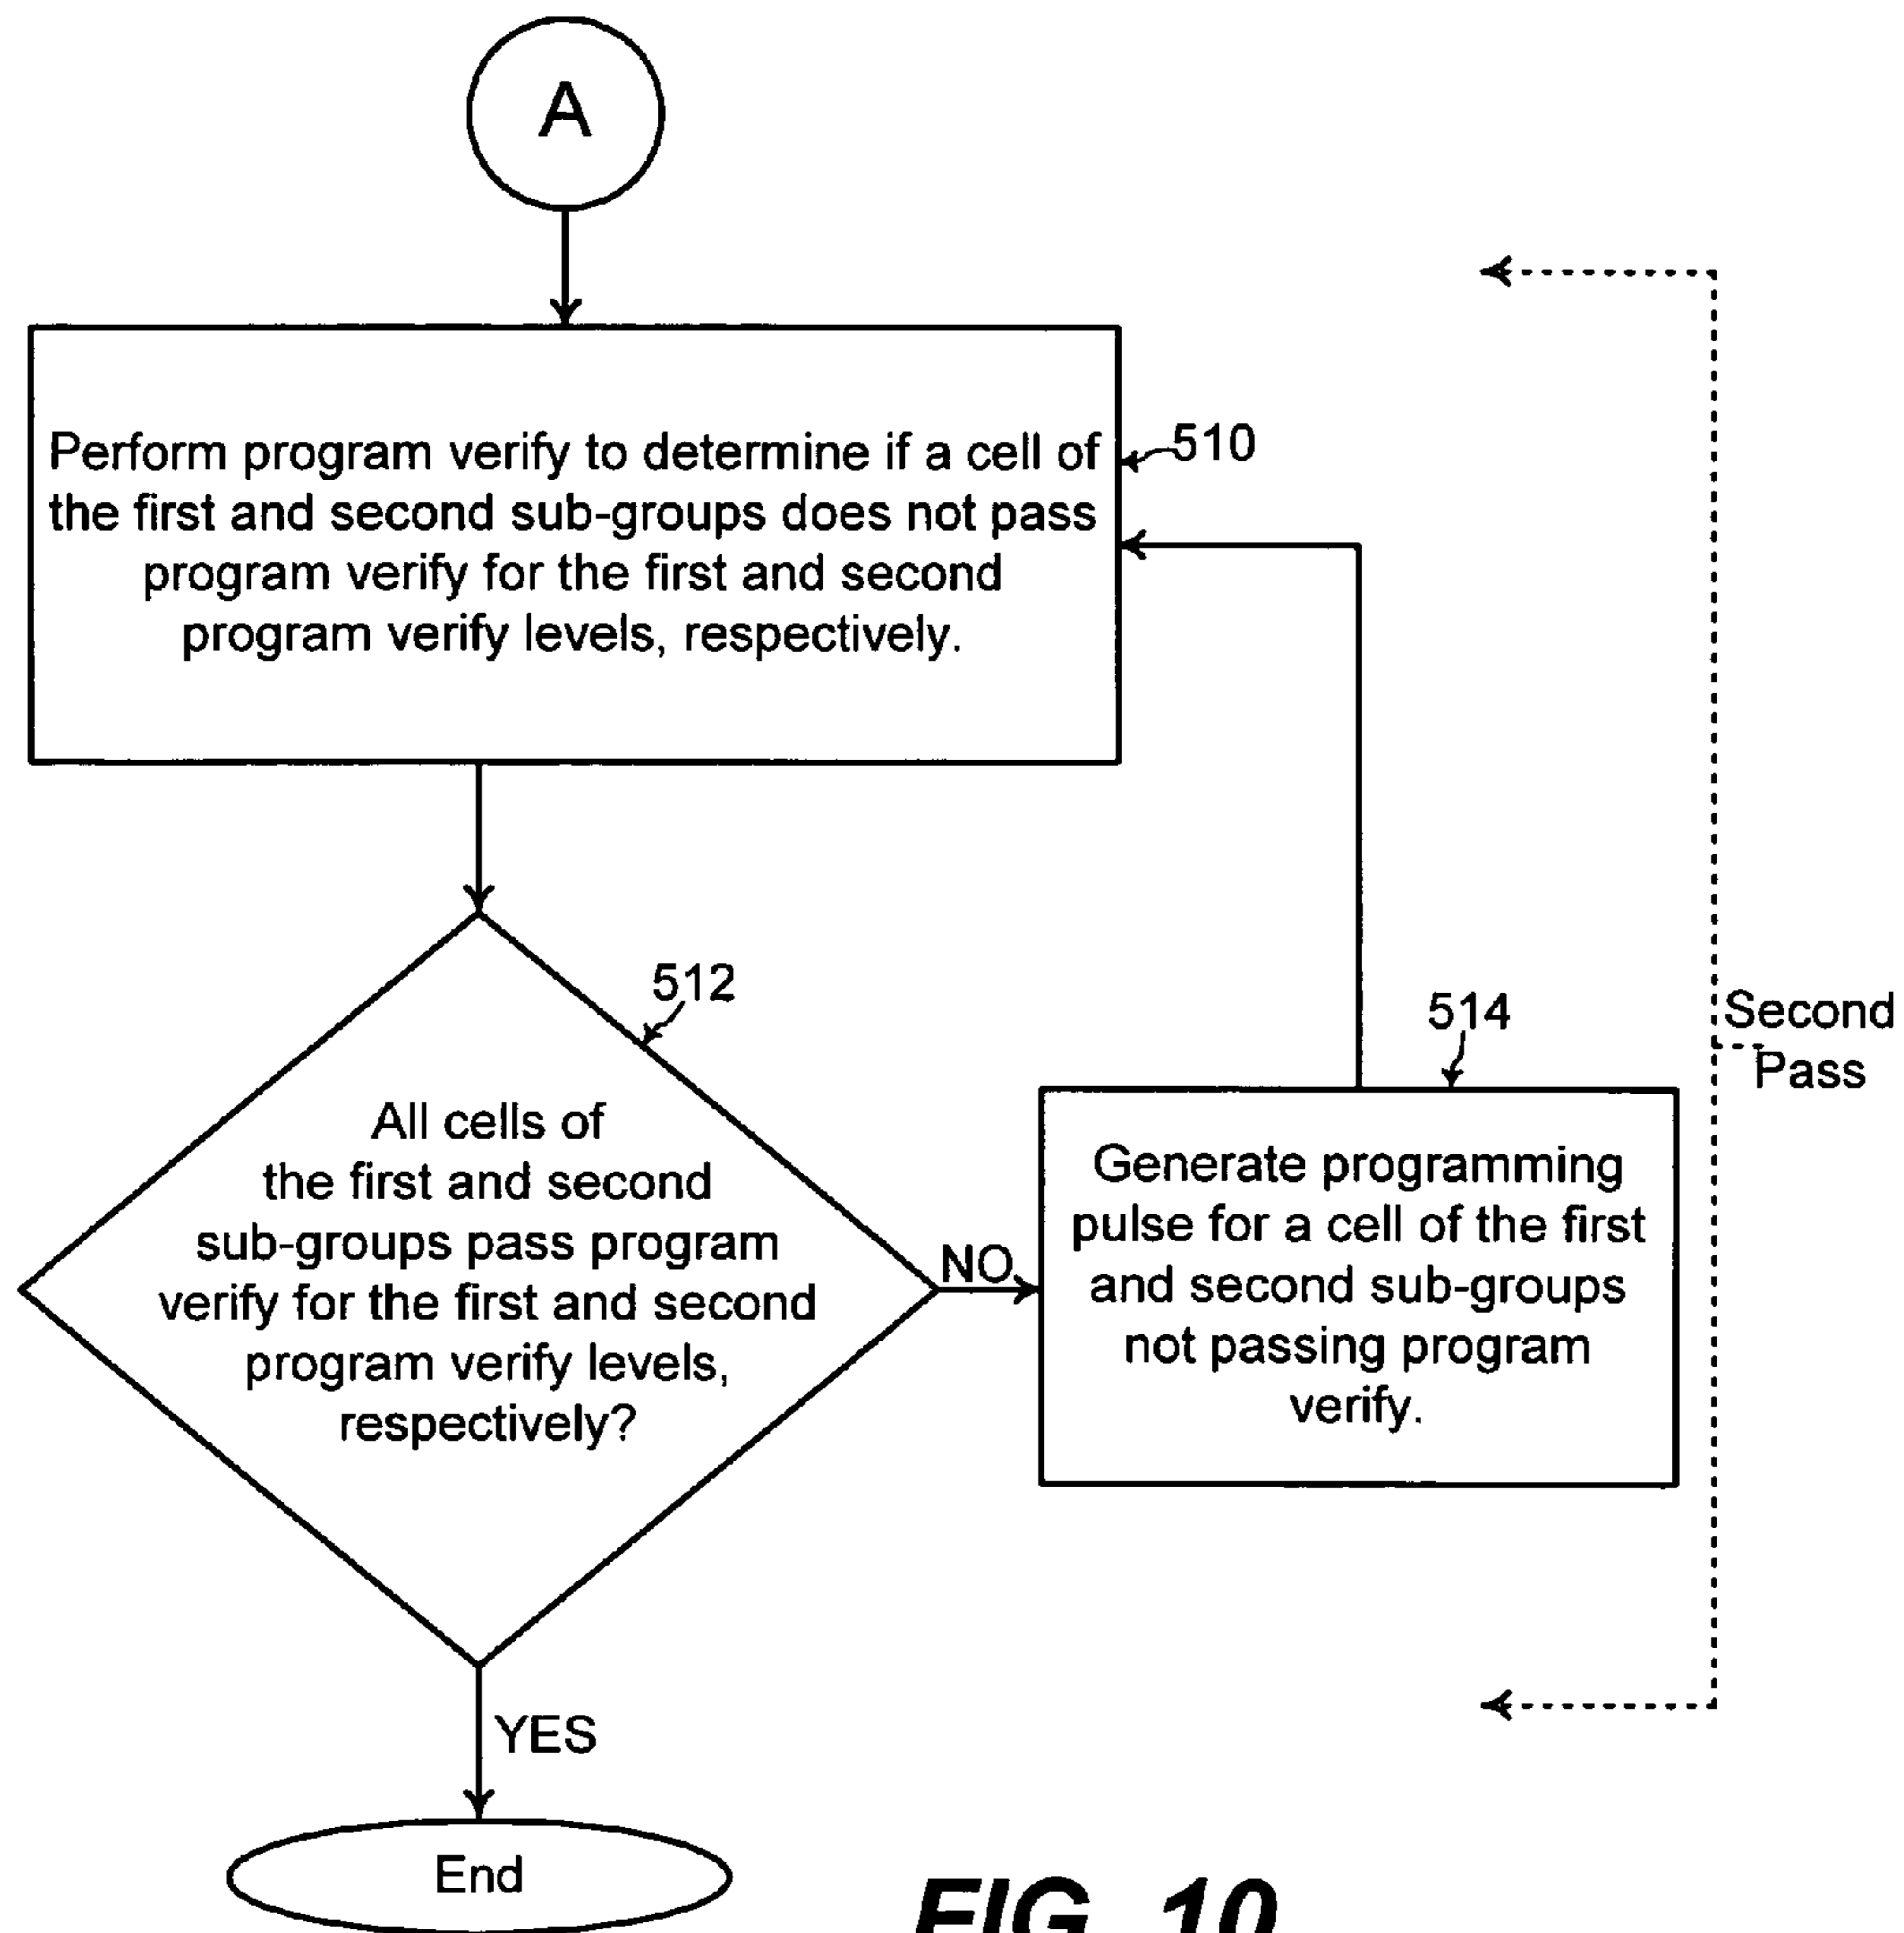 A
Perform program verify to determine if a cell of
the first and second sub-groups does not pass
program verify for the first and second
program verify levels, respectively.
510
512
All cells of
the first and second
sub-groups pass program
verify for the first and second
program verify levels,
respectively?
NO
514
Generate programming
pulse for a cell of the first
and second sub-groups
not passing program
verify.
Second
Pass
YES
End
FIG. 10